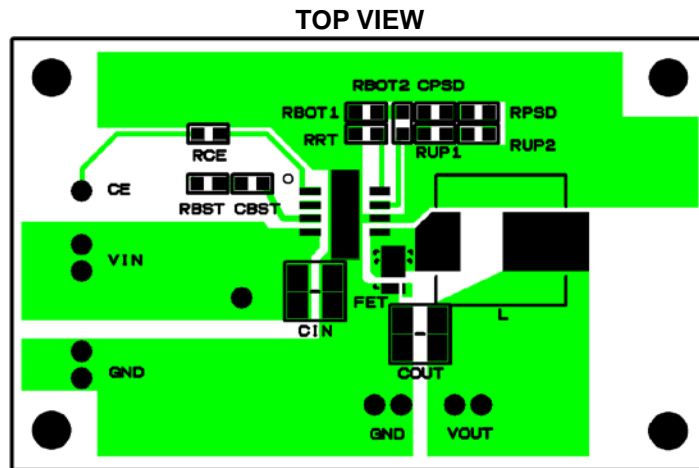 TOP VIEW
RBOT2 CPSD
RBOT1
RPSD
RRT
RUP1
RUP2
RCE
CE
RBST CBST
VIN
FET
L
CIN
GND
COUT
GND
VOUT